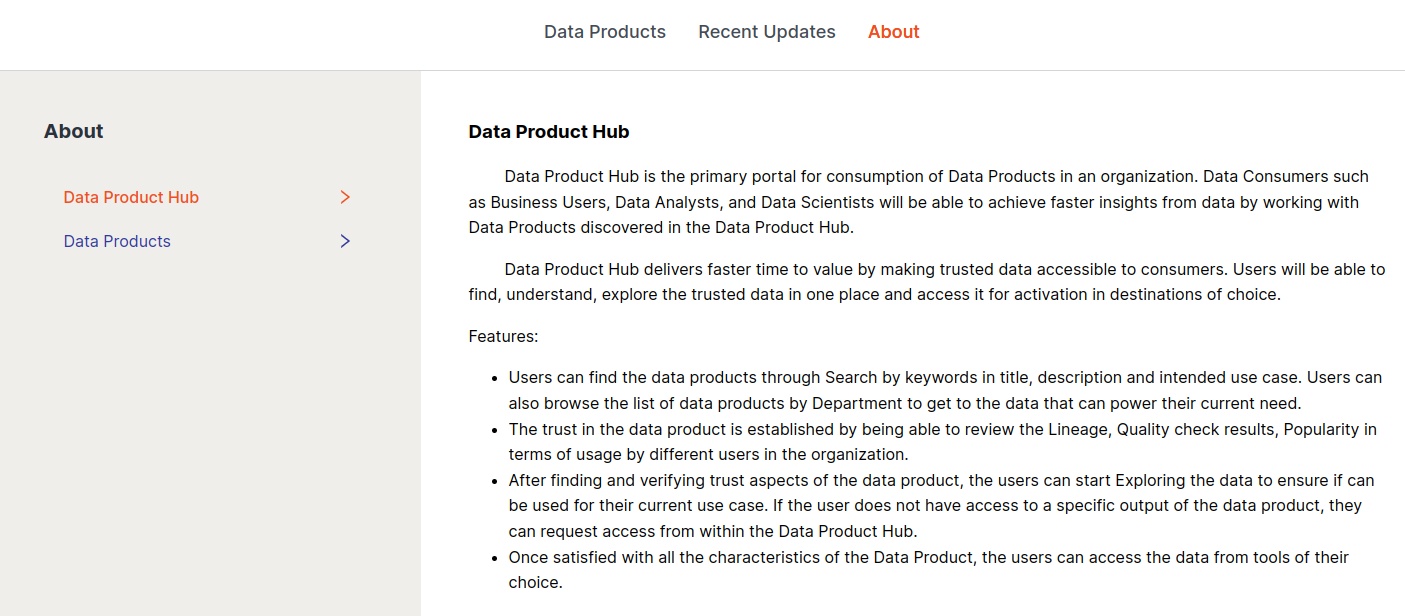 Data Products Recent Updates About
About
Data Product Hub
Data Products
Data Product Hub
Data Product Hub is the primary portal for consumption of Data Products in an organization. Data Consumers such
as Business Users, Data Analysts, and Data Scientists will be able to achieve faster insights from data by working with
Data Products discovered in the Data Product Hub.
Data Product Hub delivers faster time to value by making trusted data accessible to consumers. Users will be able to
find, understand, explore the trusted data in one place and access it for activation in destinations of choice.
Features:
• Users can find the data products through Search by keywords in title, description and intended use case. Users can
also browse the list of data products by Department to get to the data that can power their current need.
• The trust in the data product is established by being able to review the Lineage, Quality check results, Popularity in
terms of usage by different users in the organization.
• After finding and verifying trust aspects of the data product, the users can start Exploring the data to ensure if can
be used for their current use case. If the user does not have access to a specific output of the data product, they
can request access from within the Data Product Hub.
• Once satisfied with all the characteristics of the Data Product, the users can access the data from tools of their
choice.